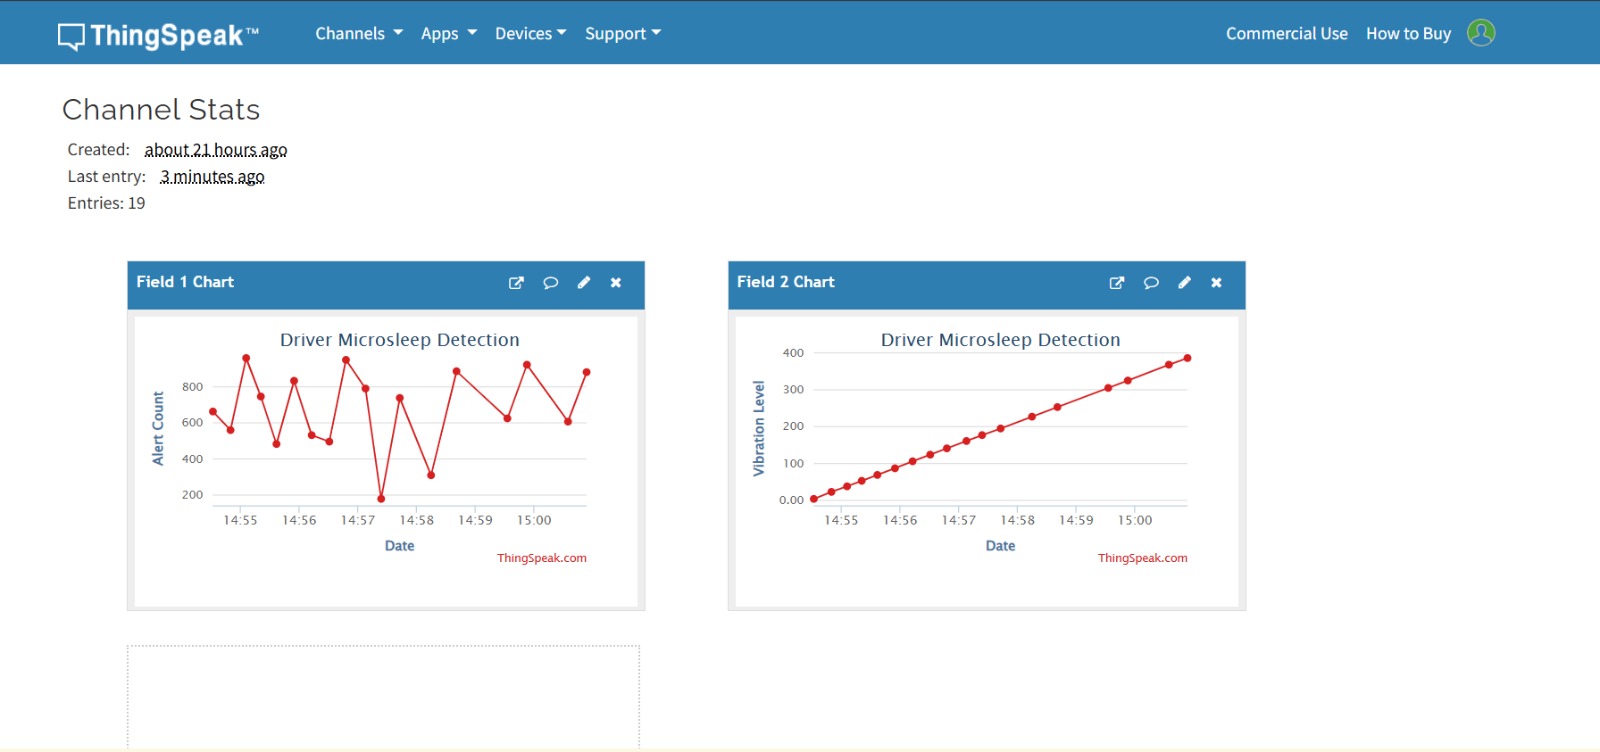 ThingSpeak™ Channels Apps Devices Support Commercial Use How to Buy
Channel Stats
Created: about 21 hours ago
Last entry: 3 minutes ago
Entries: 19
Field 1 Chart
Driver Microsleep Detection
Alert Count
800
600
400
200
14:55 14:56 14:57 14:58 14:59 15:00
Date
ThingSpeak.com
Field 2 Chart
Driver Microsleep Detection
Vibration Level
400
300
200
100
0.00
14:55 14:56 14:57 14:58 14:59 15:00
Date
ThingSpeak.com